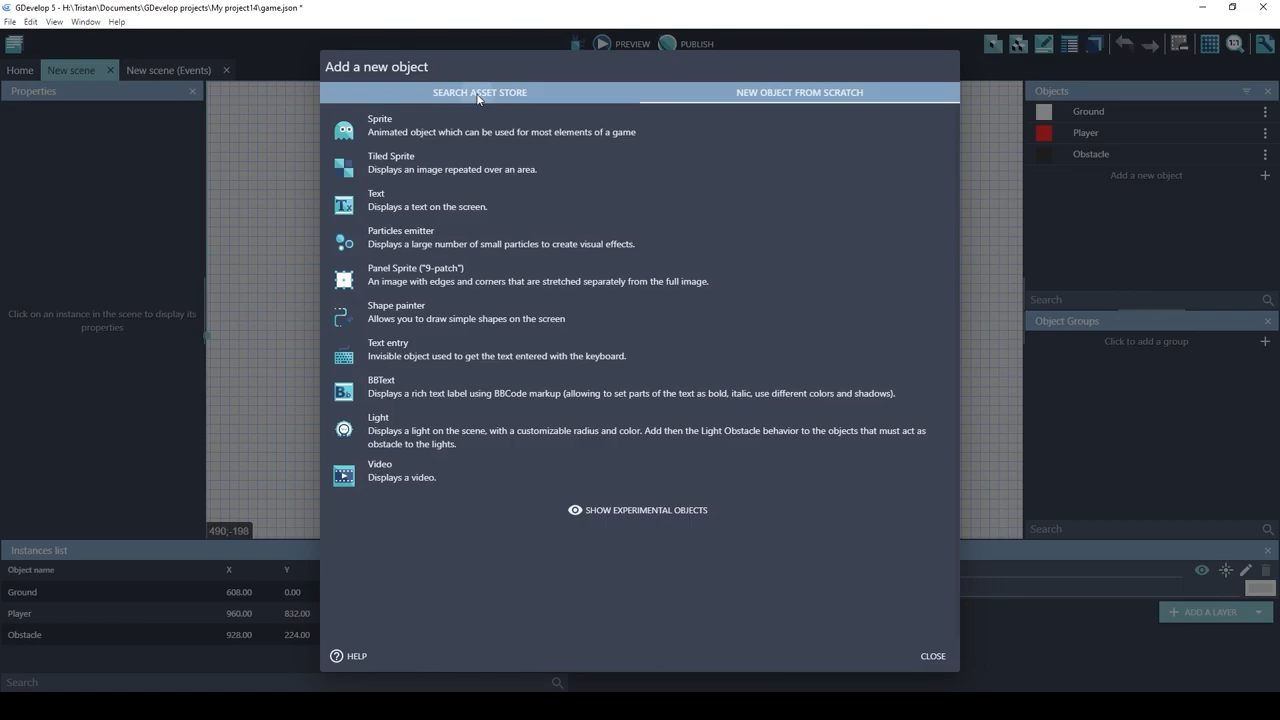 GDevelop 5 - H:\Tristan\Documents\GDevelop projects\My project14\game.json *
File Edit View Window Help
PREVIEW PUBLISH
Home New scene New scene (Events)
Properties
Click on an instance in the scene to display its
properties
Add a new object
SEARCH ASSET STORE NEW OBJECT FROM SCRATCH
Sprite
Animated object which can be used for most elements of a game
Tiled Sprite
Displays an image repeated over an area.
Text
Displays a text on the screen.
Particles emitter
Displays a large number of small particles to create visual effects.
Panel Sprite ("9-patch")
An image with edges and corners that are stretched separately from the full image.
Shape painter
Allows you to draw simple shapes on the screen
Text entry
Invisible object used to get the text entered with the keyboard.
BBText
Displays a rich text label using BBCode markup (allowing to set parts of the text as bold, italic, use different colors and shadows).
Light
Displays a light on the scene, with a customizable radius and color. Add then the Light Obstacle behavior to the objects that must act as
obstacle to the lights.
Video
Displays a video.
SHOW EXPERIMENTAL OBJECTS
HELP CLOSE
Objects
Ground
Player
Obstacle
Add a new object
Search
Object Groups
Click to add a group
Search
490;-198
Instances list
Object name X Y
Ground 608.00 0.00
Player 960.00 832.00
Obstacle 928.00 224.00
Search
ADD A LAYER